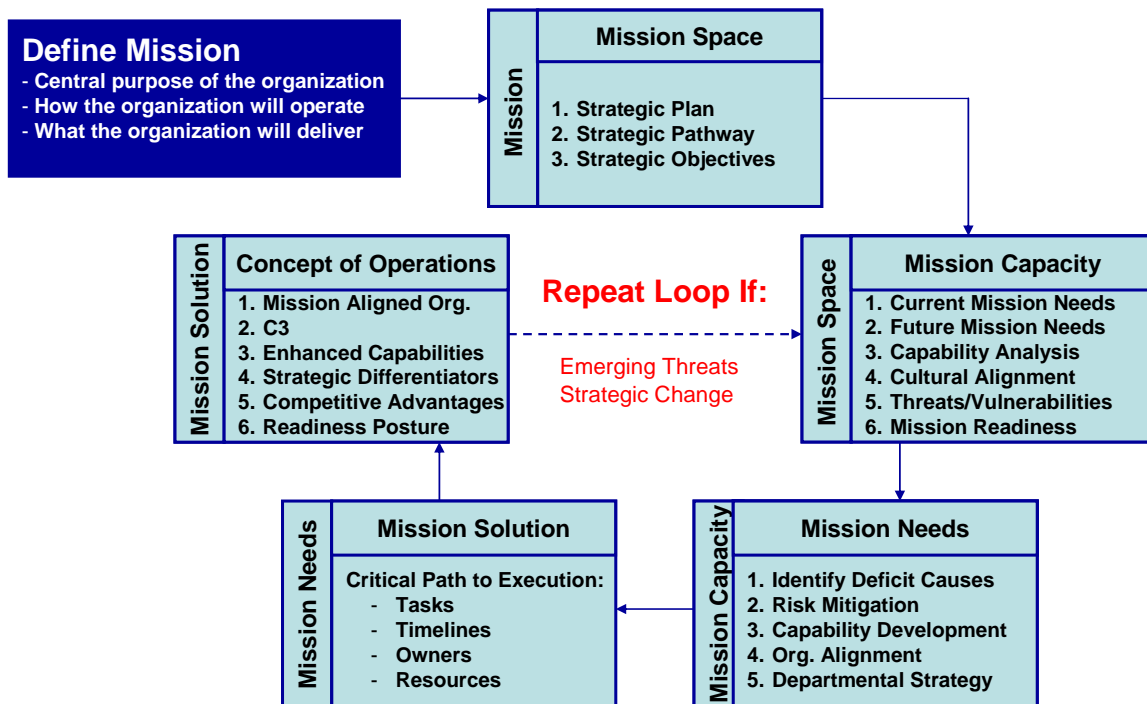 Define Mission
- Central purpose of the organization
- How the organization will operate
- What the organization will deliver
Mission
Mission Space
1. Strategic Plan
2. Strategic Pathway
3. Strategic Objectives
Mission Solution
Concept of Operations
1. Mission Aligned Org.
2. C3
3. Enhanced Capabilities
4. Strategic Differentiators
5. Competitive Advantages
6. Readiness Posture
Repeat Loop If:
Emerging Threats
Strategic Change
Mission Space
Mission Capacity
1. Current Mission Needs
2. Future Mission Needs
3. Capability Analysis
4. Cultural Alignment
5. Threats/Vulnerabilities
6. Mission Readiness
Mission Needs
Mission Solution
Critical Path to Execution:
- Tasks
- Timelines
- Owners
- Resources
Mission Capacity
Mission Needs
1. Identify Deficit Causes
2. Risk Mitigation
3. Capability Development
4. Org. Alignment
5. Departmental Strategy